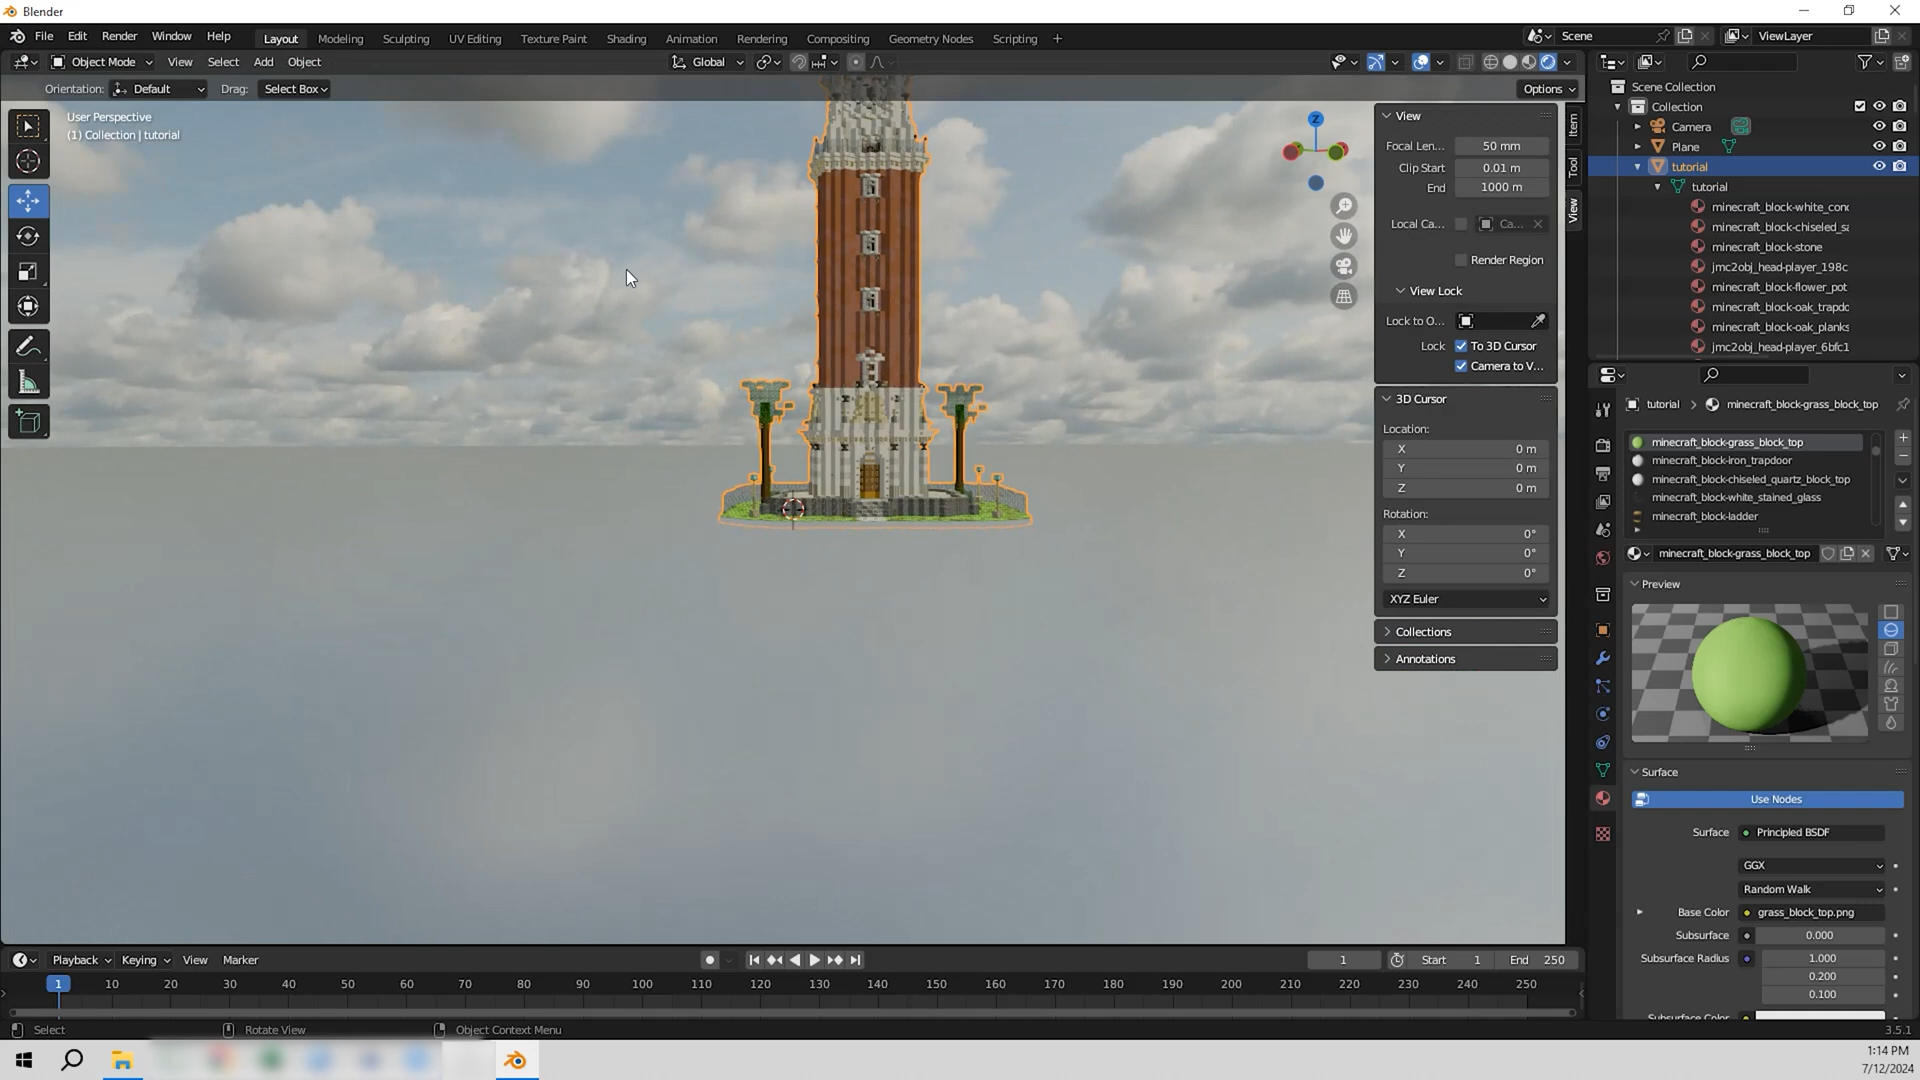 Blender
File Edit Render Window Help Layout Modeling Sculpting UV Editing Texture Paint Shading Animation Rendering Compositing Geometry Nodes Scripting + Scene ViewLayer
Object Mode View Select Add Object Global
Orientation: Default Drag: Select Box Options
User Perspective
(1) Collection | tutorial
Z
View
Focal Len... 50 mm
Clip Start 0.01 m
End 1000 m
Local Ca... Ca...
Render Region
View Lock
Lock to O...
Lock To 3D Cursor
Camera to V...
3D Cursor
Location:
X 0 m
Y 0 m
Z 0 m
Rotation:
X 0°
Y 0°
Z 0°
XYZ Euler
Collections
Annotations
Item
Tool
View
Scene Collection
Collection
Camera
Plane
tutorial
tutorial
minecraft_block-white_conc
minecraft_block-chiseled_sa
minecraft_block-stone
jmc2obj_head-player_198c
minecraft_block-flower_pot
minecraft_block-oak_trapdo
minecraft_block-oak_planks
jmc2obj_head-player_6bfc1
tutorial minecraft_block-grass_block_top
minecraft_block-grass_block_top
minecraft_block-iron_trapdoor
minecraft_block-chiseled_quartz_block_top
minecraft_block-white_stained_glass
minecraft_block-ladder
minecraft_block-grass_block_top
Preview
Surface
Use Nodes
Surface Principled BSDF
GGX
Random Walk
Base Color grass_block_top.png
Subsurface 0.000
Subsurface Radius 1.000
0.200
0.100
Subsurface Color
Playback Keying View Marker 1 Start 1 End 250
1 10 20 30 40 50 60 70 80 90 100 110 120 130 140 150 160 170 180 190 200 210 220 230 240 250
Select Rotate View Object Context Menu 3.5.1
1:14 PM
7/12/2024